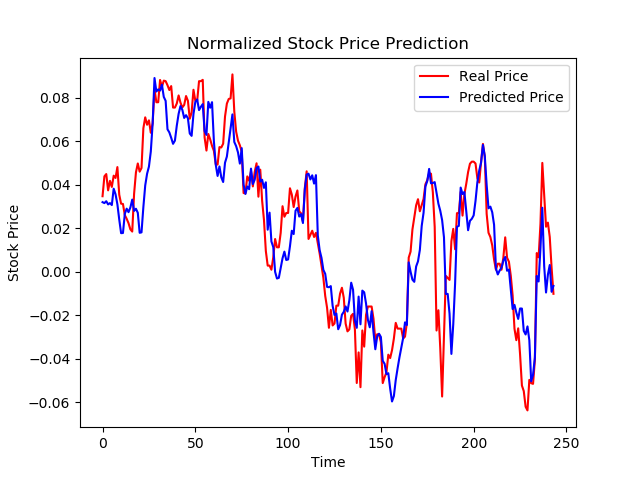 Normalized Stock Price Prediction
Real Price
Predicted Price
Stock Price
0.08
0.06
0.04
0.02
0.00
−0.02
−0.04
−0.06
0 50 100 150 200 250
Time